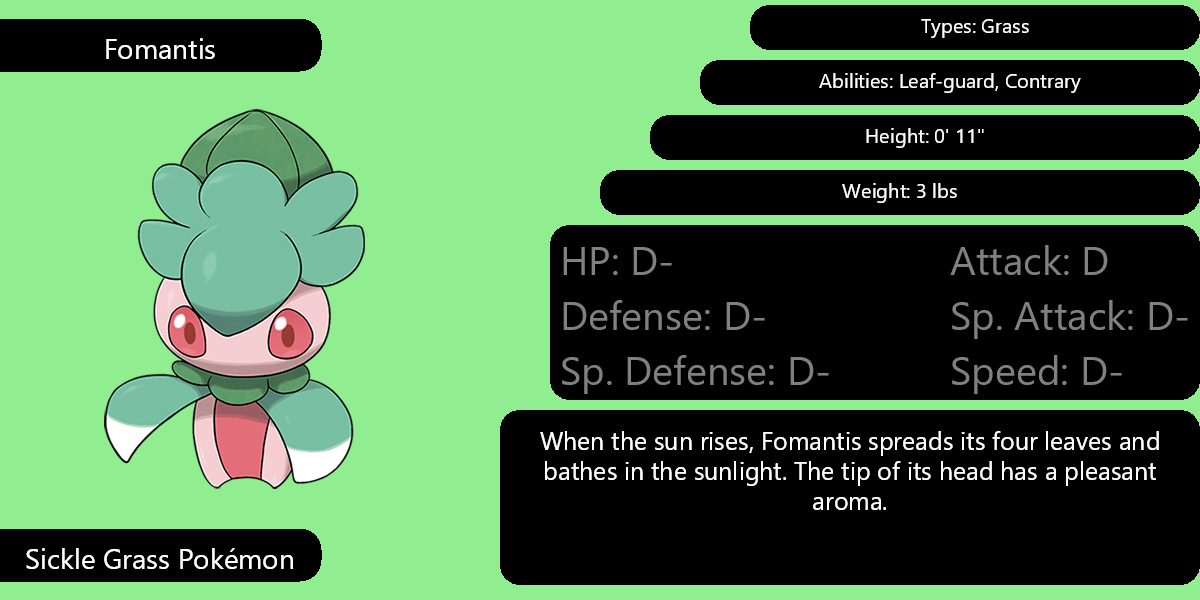 Fomantis
Types: Grass
Abilities: Leaf-guard, Contrary
Height: 0' 11"
Weight: 3 lbs
HP: D-
Attack: D
Defense: D-
Sp. Attack: D-
Sp. Defense: D-
Speed: D-
When the sun rises, Fomantis spreads its four leaves and
bathes in the sunlight. The tip of its head has a pleasant
aroma.
Sickle Grass Pokémon